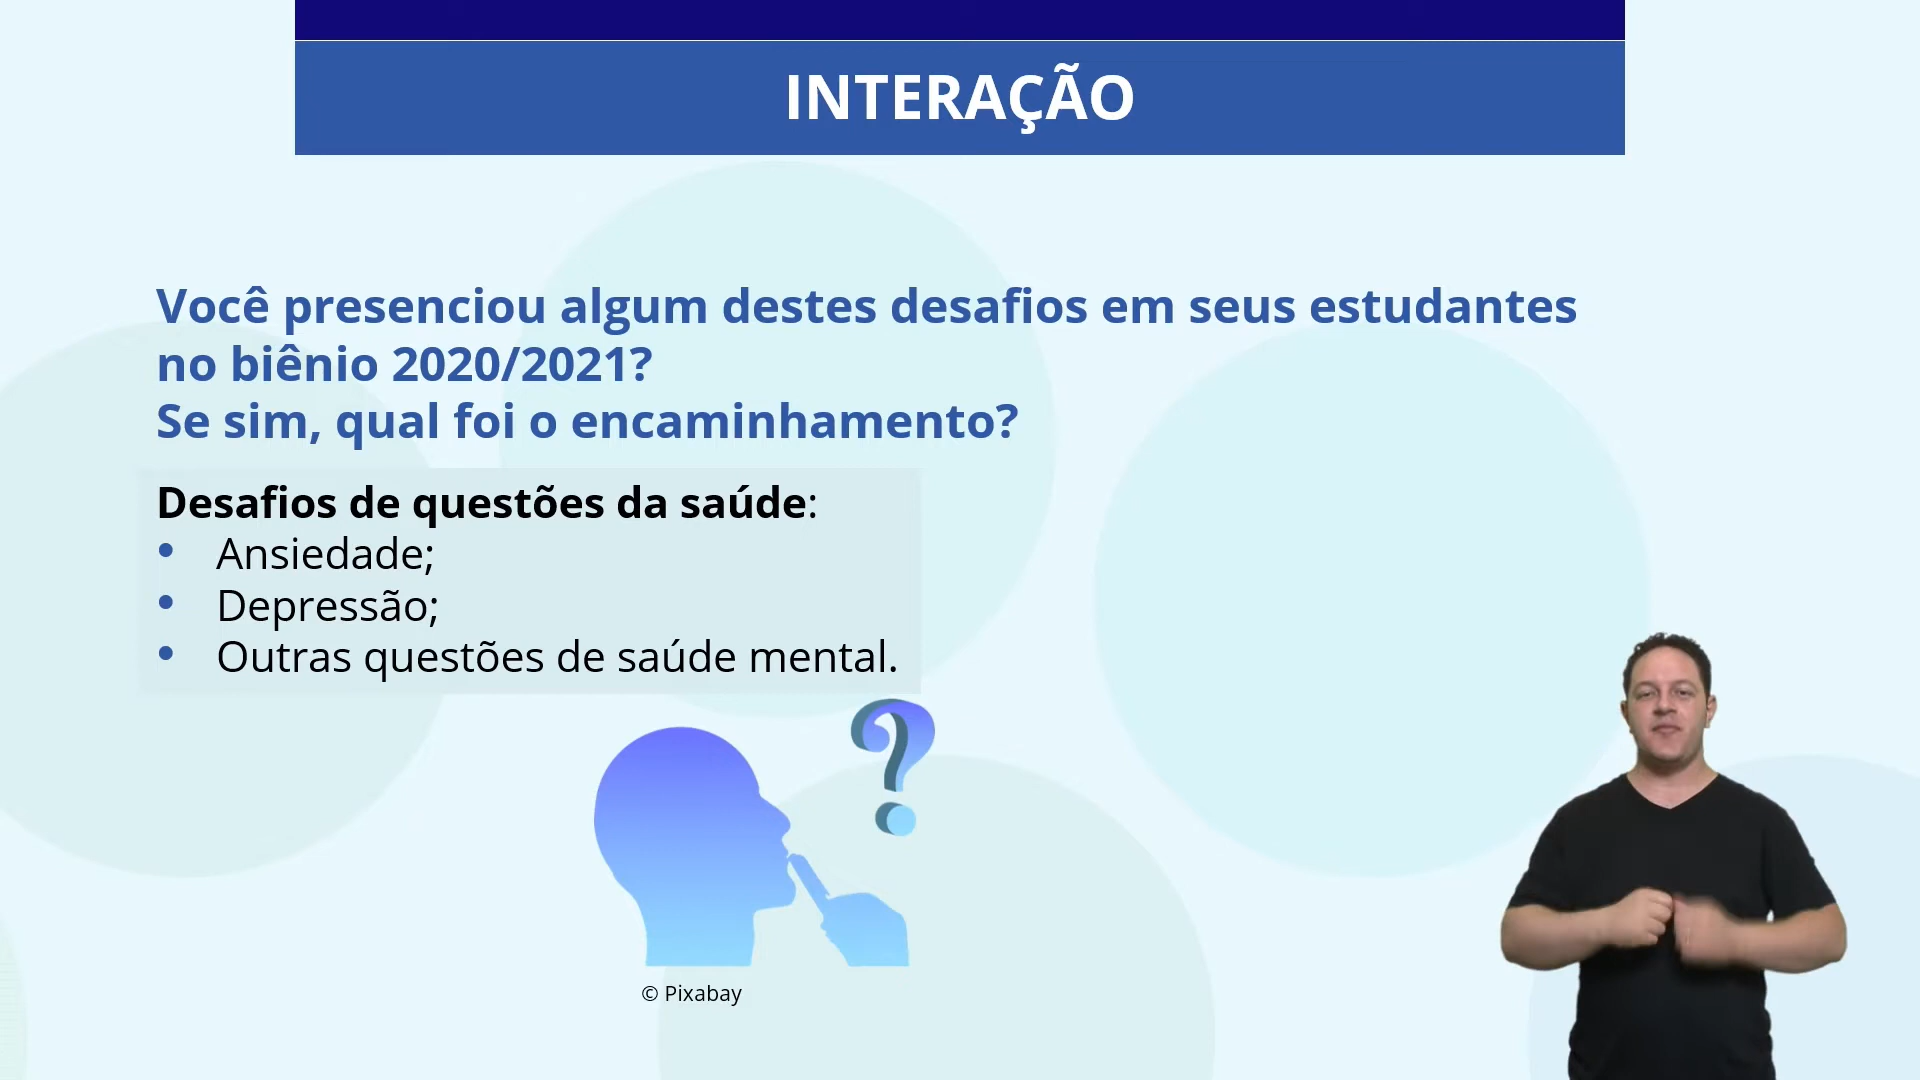 INTERAÇÃO
Você presenciou algum destes desafios em seus estudantes
no biênio 2020/2021?
Se sim, qual foi o encaminhamento?
Desafios de questões da saúde:
• Ansiedade;
• Depressão;
• Outras questões de saúde mental.
?
© Pixabay